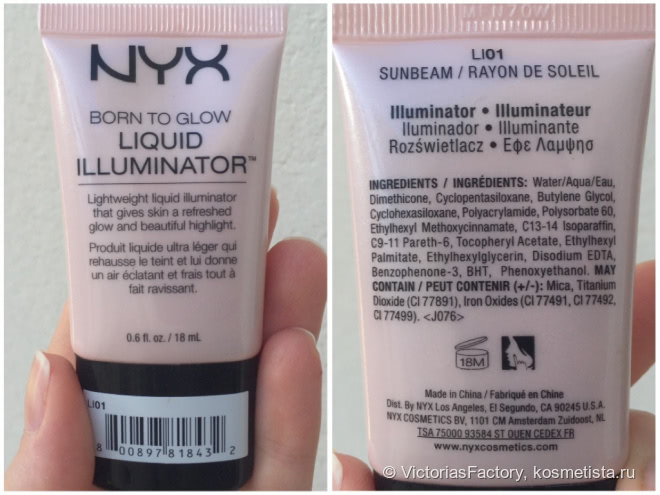 NYX
BORN TO GLOW
LIQUID
ILLUMINATOR™
Lightweight liquid illuminator
that gives skin a refreshed
glow and beautiful highlight.
Produit liquide ultra léger qui
rehausse le teint et lui donne
un air éclatant et frais tout à
fait ravissant.
0.6 fl. oz. / 18 mL
LI01
8 00897 81843 2
LI01
SUNBEAM / RAYON DE SOLEIL
Illuminator • Illuminateur
Iluminador • Illuminante
Rozświetlacz • Εφε Λαμψησ
INGREDIENTS / INGRÉDIENTS: Water/Aqua/Eau,
Dimethicone, Cyclopentasiloxane, Butylene Glycol,
Cyclohexasiloxane, Polyacrylamide, Polysorbate 60,
Ethylhexyl Methoxycinnamate, C13-14 Isoparaffin,
C9-11 Pareth-6, Tocopheryl Acetate, Ethylhexyl
Palmitate, Ethylhexylglycerin, Disodium EDTA,
Benzophenone-3, BHT, Phenoxyethanol. MAY
CONTAIN / PEUT CONTENIR (+/-): Mica, Titanium
Dioxide (CI 77891), Iron Oxides (CI 77491, CI 77492,
CI 77499). <J076>
18M
Made in China / Fabriqué en Chine
Dist. By NYX Los Angeles, El Segundo, CA 90245 U.S.A.
NYX COSMETICS BV, 1101 CM Amsterdam Zuidoost, NL
TSA 75000 93584 ST OUEN CEDEX FR
www.nyxcosmetics.com
© VictoriasFactory, kosmetista.ru